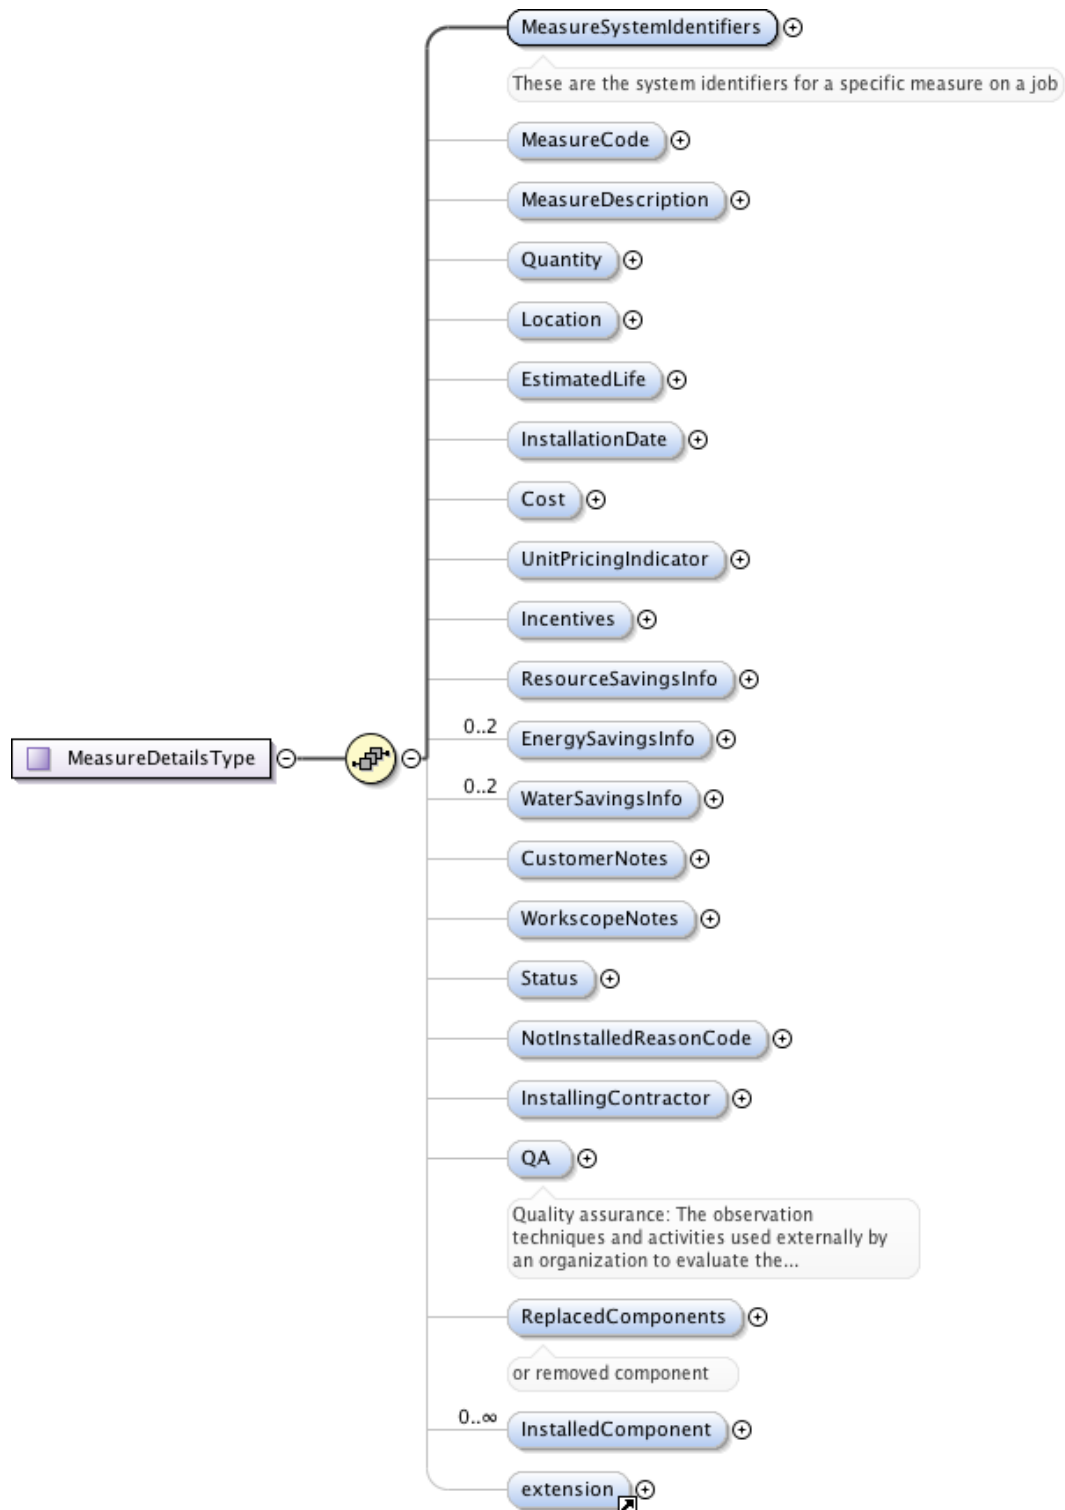 MeasureSystemIdentifiers
These are the system identifiers for a specific measure on a job
MeasureCode
MeasureDescription
Quantity
Location
EstimatedLife
InstallationDate
Cost
UnitPricingIndicator
Incentives
ResourceSavingsInfo
0..2
EnergySavingsInfo
MeasureDetailsType
0..2
WaterSavingsInfo
CustomerNotes
WorkscopeNotes
Status
NotInstalledReasonCode
InstallingContractor
QA
Quality assurance: The observation
techniques and activities used externally by
an organization to evaluate the...
ReplacedComponents
or removed component
0..∞
InstalledComponent
extension